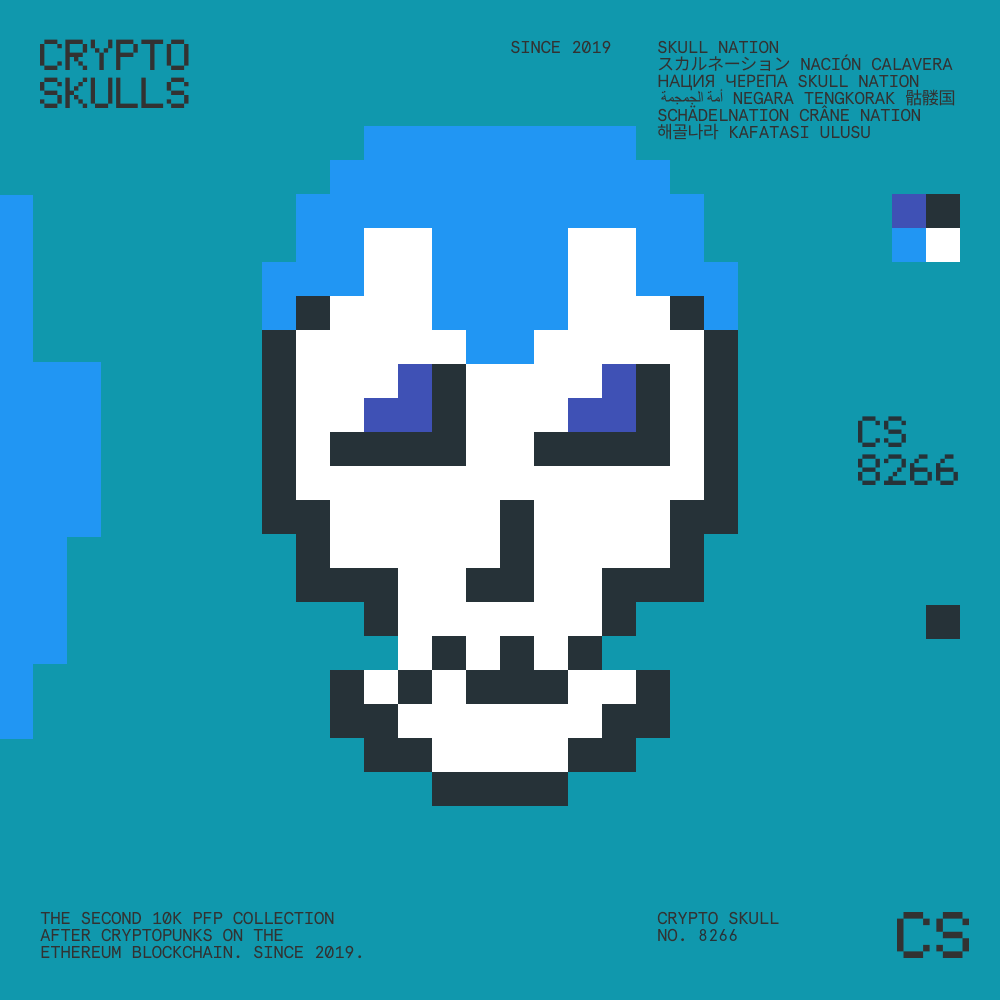 CRYPTO
SKULLS
SINCE 2019
SKULL NATION
スカルネーション NACIÓN CALAVERA
НАЦИЯ ЧЕРЕПА SKULL NATION
أمة الجمجمة NEGARA TENGKORAK 骷髅国
SCHÄDELNATION CRÂNE NATION
해골나라 KAFATASI ULUSU
CS
8266
THE SECOND 10K PFP COLLECTION
AFTER CRYPTOPUNKS ON THE
ETHEREUM BLOCKCHAIN. SINCE 2019.
CRYPTO SKULL
NO. 8266
CS